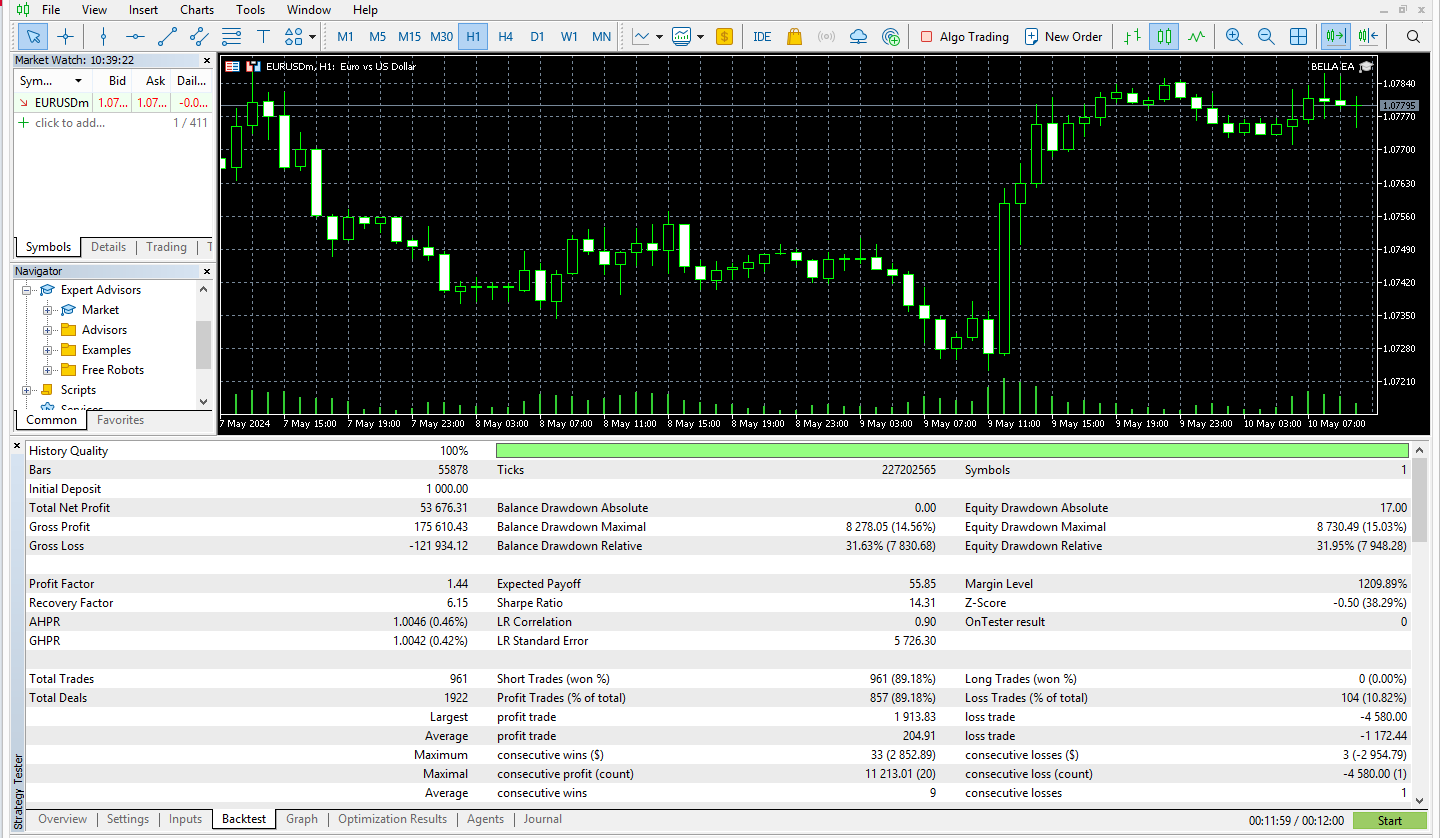 File View Insert Charts Tools Window Help
M1 M5 M15 M30 H1 H4 D1 W1 MN $ IDE Algo Trading New Order
Market Watch: 10:39:22
Sym... Bid Ask Dail...
EURUSDm 1.07... 1.07... -0.0...
click to add... 1 / 411
Symbols Details Trading T
Navigator
Expert Advisors
Market
Advisors
Examples
Free Robots
Scripts
Services
Common Favorites
EURUSDm, H1: Euro vs US Dollar
BELLA EA
1.07840
1.07795
1.07770
1.07700
1.07630
1.07560
1.07490
1.07420
1.07350
1.07280
1.07210
7 May 2024 7 May 15:00 7 May 19:00 7 May 23:00 8 May 03:00 8 May 07:00 8 May 11:00 8 May 15:00 8 May 19:00 8 May 23:00 9 May 03:00 9 May 07:00 9 May 11:00 9 May 15:00 9 May 19:00 9 May 23:00 10 May 03:00 10 May 07:00
History Quality 100%
Bars 55878 Ticks 227202565 Symbols 1
Initial Deposit 1 000.00
Total Net Profit 53 676.31 Balance Drawdown Absolute 0.00 Equity Drawdown Absolute 17.00
Gross Profit 175 610.43 Balance Drawdown Maximal 8 278.05 (14.56%) Equity Drawdown Maximal 8 730.49 (15.03%)
Gross Loss -121 934.12 Balance Drawdown Relative 31.63% (7 830.68) Equity Drawdown Relative 31.95% (7 948.28)
Profit Factor 1.44 Expected Payoff 55.85 Margin Level 1209.89%
Recovery Factor 6.15 Sharpe Ratio 14.31 Z-Score -0.50 (38.29%)
AHPR 1.0046 (0.46%) LR Correlation 0.90 OnTester result 0
GHPR 1.0042 (0.42%) LR Standard Error 5 726.30
Total Trades 961 Short Trades (won %) 961 (89.18%) Long Trades (won %) 0 (0.00%)
Total Deals 1922 Profit Trades (% of total) 857 (89.18%) Loss Trades (% of total) 104 (10.82%)
Largest profit trade 1 913.83 loss trade -4 580.00
Average profit trade 204.91 loss trade -1 172.44
Maximum consecutive wins ($) 33 (2 852.89) consecutive losses ($) 3 (-2 954.79)
Maximal consecutive profit (count) 11 213.01 (20) consecutive loss (count) -4 580.00 (1)
Average consecutive wins 9 consecutive losses 1
Strategy Tester
Overview Settings Inputs Backtest Graph Optimization Results Agents Journal 00:11:59 / 00:12:00 Start